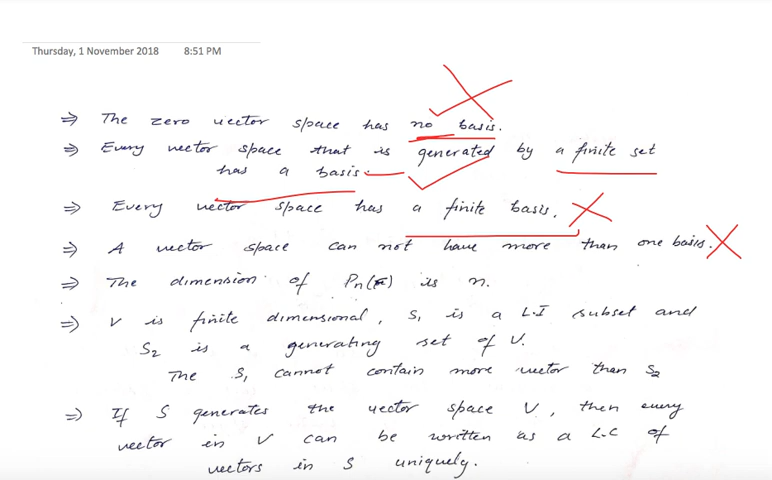 Thursday, 1 November 2018 8:51 PM
⇒ The zero vector space has no basis.
⇒ Every vector space that is generated by a finite set
has a basis.
⇒ Every vector space has a finite basis.
⇒ A vector space can not have more than one basis.
⇒ The dimension of Pn(F) is n.
⇒ V is finite dimensional, S1 is a L.I subset and
S2 is a generating set of V.
The S1 cannot contain more vector than S2
⇒ If S generates the vector space V, then every
vector in V can be written as a L.C of
vectors in S uniquely.